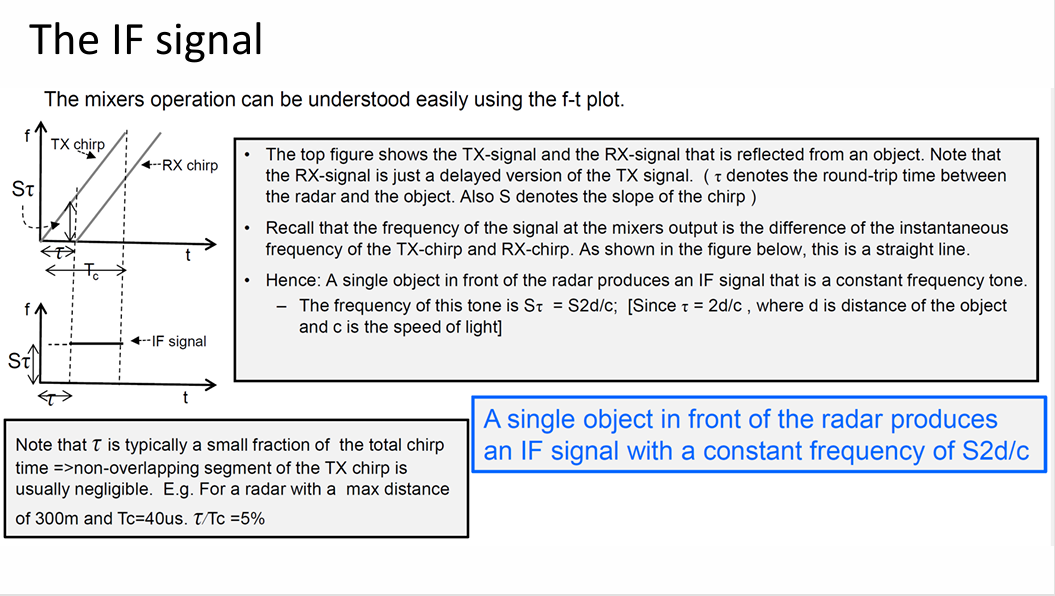 The IF signal
The mixers operation can be understood easily using the f-t plot.
f
TX chirp
RX chirp
Sτ
τ
t
Tc
f
IF signal
Sτ
τ
t
• The top figure shows the TX-signal and the RX-signal that is reflected from an object. Note that
the RX-signal is just a delayed version of the TX signal. ( τ denotes the round-trip time between
the radar and the object. Also S denotes the slope of the chirp )
• Recall that the frequency of the signal at the mixers output is the difference of the instantaneous
frequency of the TX-chirp and RX-chirp. As shown in the figure below, this is a straight line.
• Hence: A single object in front of the radar produces an IF signal that is a constant frequency tone.
– The frequency of this tone is Sτ = S2d/c; [Since τ = 2d/c , where d is distance of the object
and c is the speed of light]
A single object in front of the radar produces
an IF signal with a constant frequency of S2d/c
Note that τ is typically a small fraction of the total chirp
time =>non-overlapping segment of the TX chirp is
usually negligible. E.g. For a radar with a max distance
of 300m and Tc=40us. τ/Tc =5%